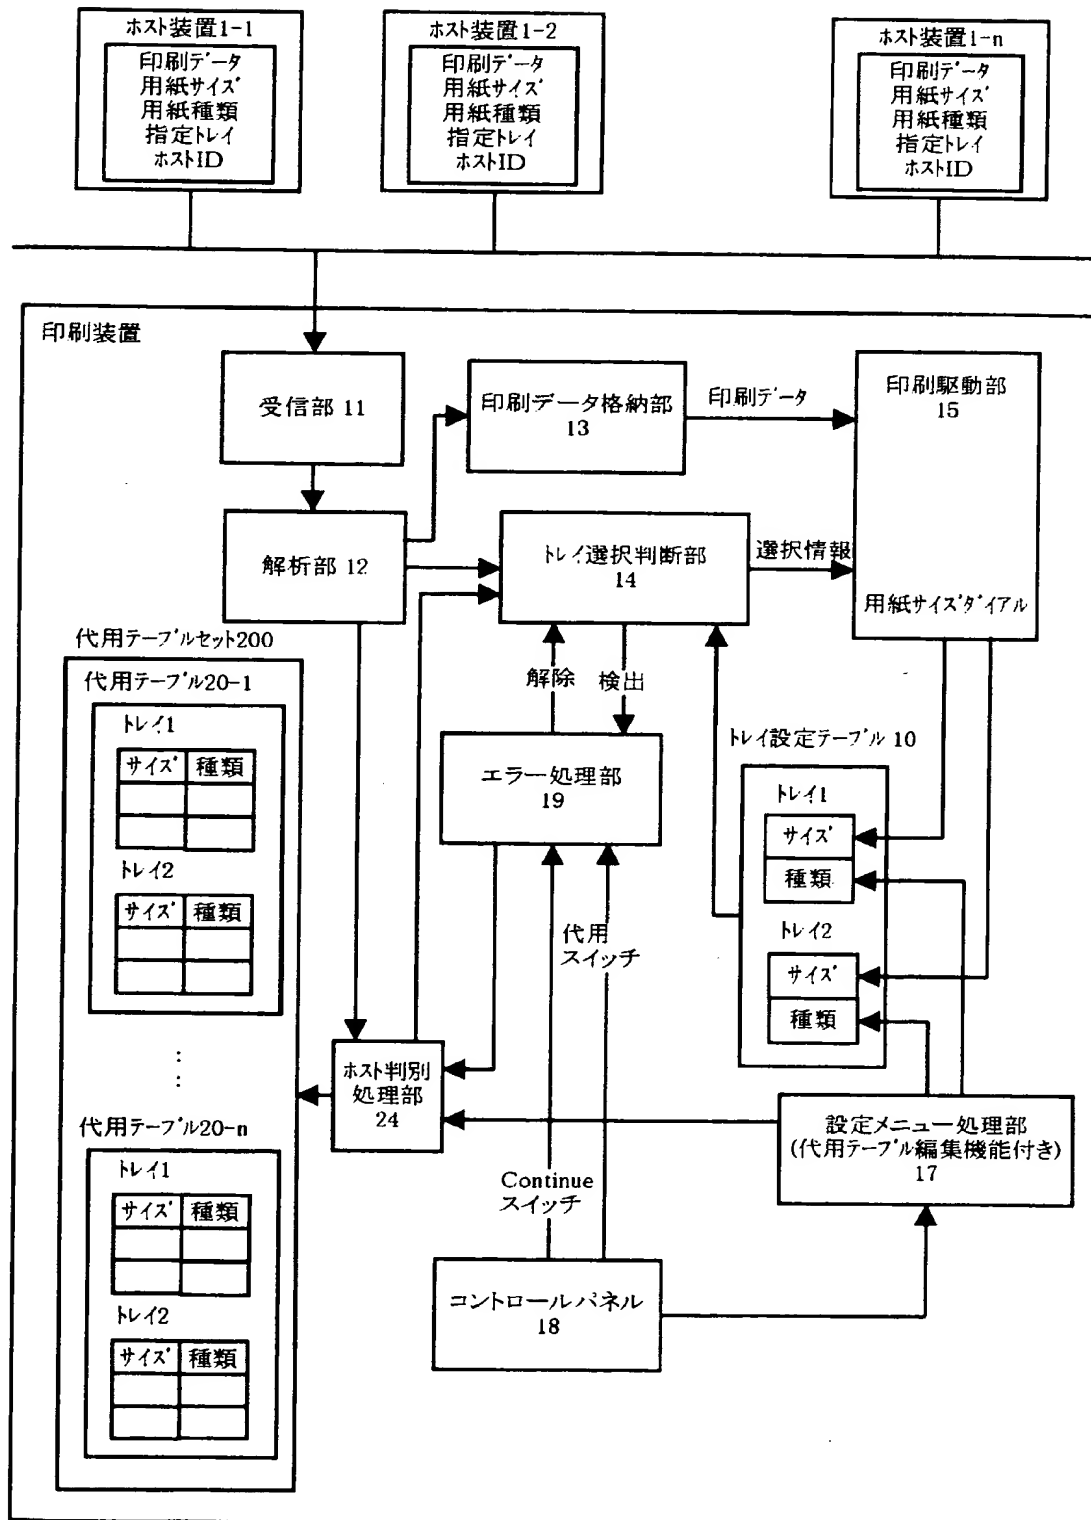 ホスト装置1-1
印刷データ
用紙サイズ
用紙種類
指定トレイ
ホストID
ホスト装置1-2
印刷データ
用紙サイズ
用紙種類
指定トレイ
ホストID
ホスト装置1-n
印刷データ
用紙サイズ
用紙種類
指定トレイ
ホストID
印刷装置
受信部 11
印刷データ格納部
13
印刷データ
印刷駆動部
15
解析部 12
トレイ選択判断部
14
選択情報
用紙サイズダイアル
代用テーブルセット200
代用テーブル20-1
トレイ1
サイズ 種類
トレイ2
サイズ 種類
:
:
代用テーブル20-n
トレイ1
サイズ 種類
トレイ2
サイズ 種類
解除
検出
エラー処理部
19
トレイ設定テーブル 10
トレイ1
サイズ
種類
トレイ2
サイズ
種類
代用
スイッチ
ホスト判別
処理部
24
設定メニュー処理部
(代用テーブル編集機能付き)
17
Continue
スイッチ
コントロールパネル
18